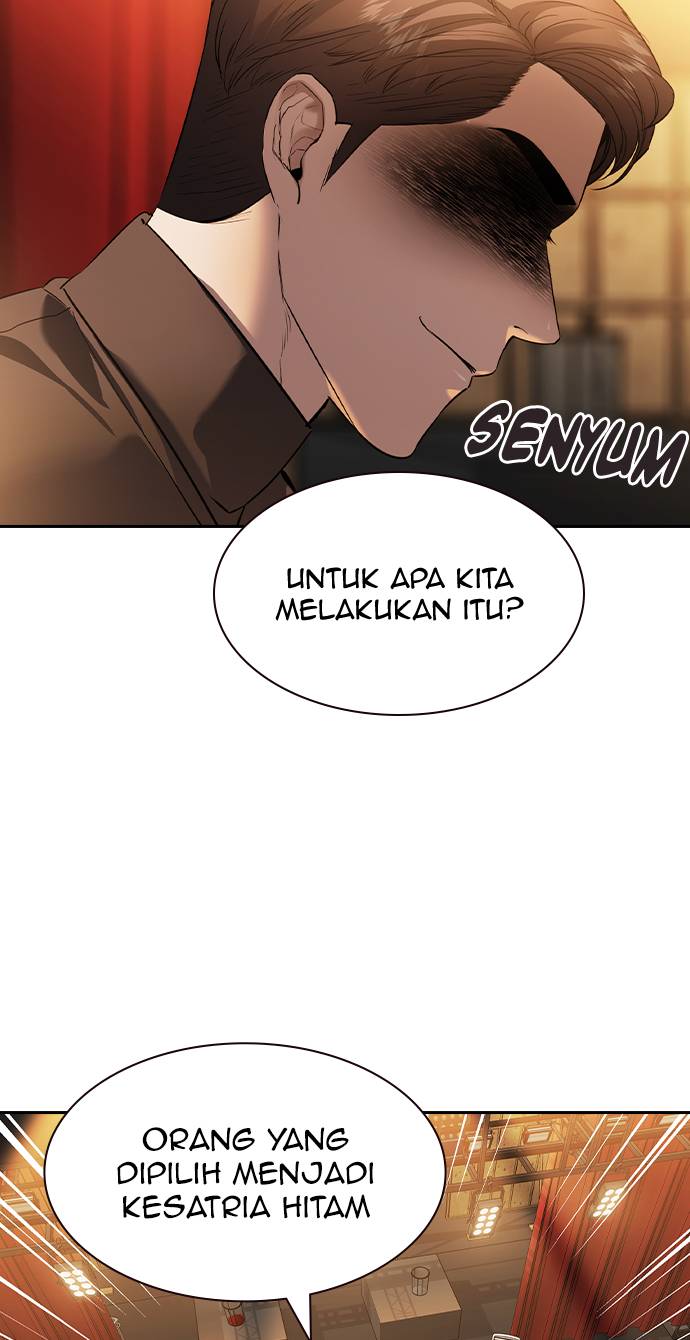 SENYUM
UNTUK APA KITA
MELAKUKAN ITU?
ORANG YANG
DIPILIH MENJADI
KESATRIA HITAM